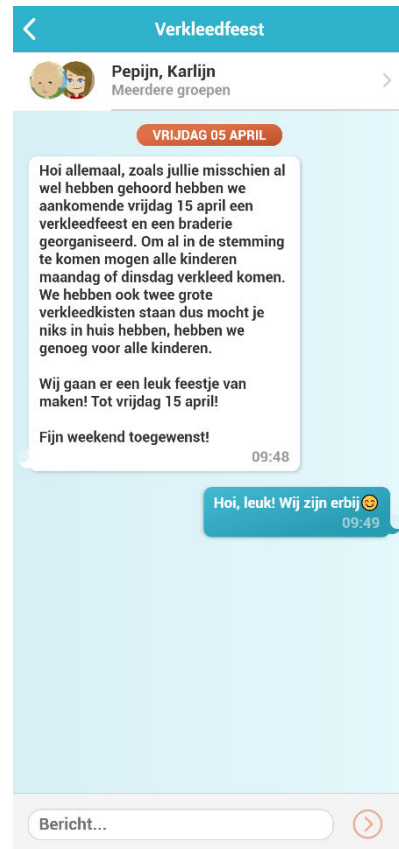 Verkleedfeest
Pepijn, Karlijn
Meerdere groepen
VRIJDAG 05 APRIL
Hoi allemaal, zoals jullie misschien al
wel hebben gehoord hebben we
aankomende vrijdag 15 april een
verkleedfeest en een braderie
georganiseerd. Om al in de stemming
te komen mogen alle kinderen
maandag of dinsdag verkleed komen.
We hebben ook twee grote
verkleedkisten staan dus mocht je
niks in huis hebben, hebben we
genoeg voor alle kinderen.
Wij gaan er een leuk feestje van
maken! Tot vrijdag 15 april!
Fijn weekend toegewenst!
09:48
Hoi, leuk! Wij zijn erbij😊
09:49
Bericht...